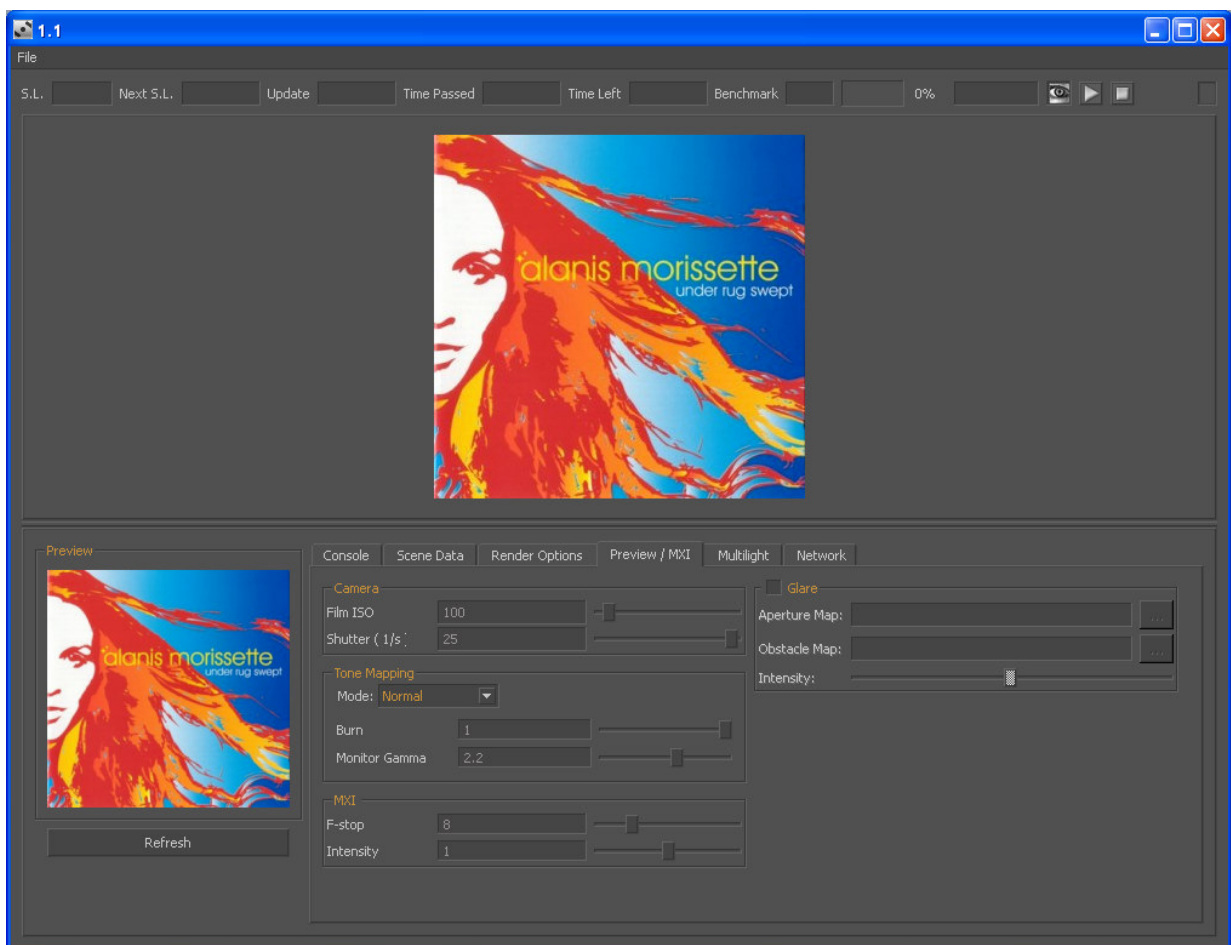 1.1
File
S.L. Next S.L. Update Time Passed Time Left Benchmark 0%
alanis morissette
under rug swept
Preview
alanis morissette
under rug swept
Refresh
Console Scene Data Render Options Preview / MXI Multilight Network
Camera
Film ISO 100
Shutter ( 1/s ) 25
Tone Mapping
Mode: Normal
Burn 1
Monitor Gamma 2.2
MXI
F-stop 8
Intensity 1
Glare
Aperture Map: ...
Obstacle Map: ...
Intensity: